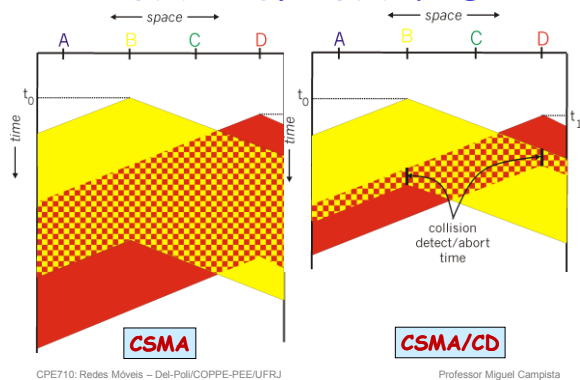 space
space
A B C D
A B C D
t0
t0
t1
time
time
collision
detect/abort
time
CSMA
CSMA/CD
CPE710: Redes Móveis – Del-Poli/COPPE-PEE/UFRJ
Professor Miguel Campista